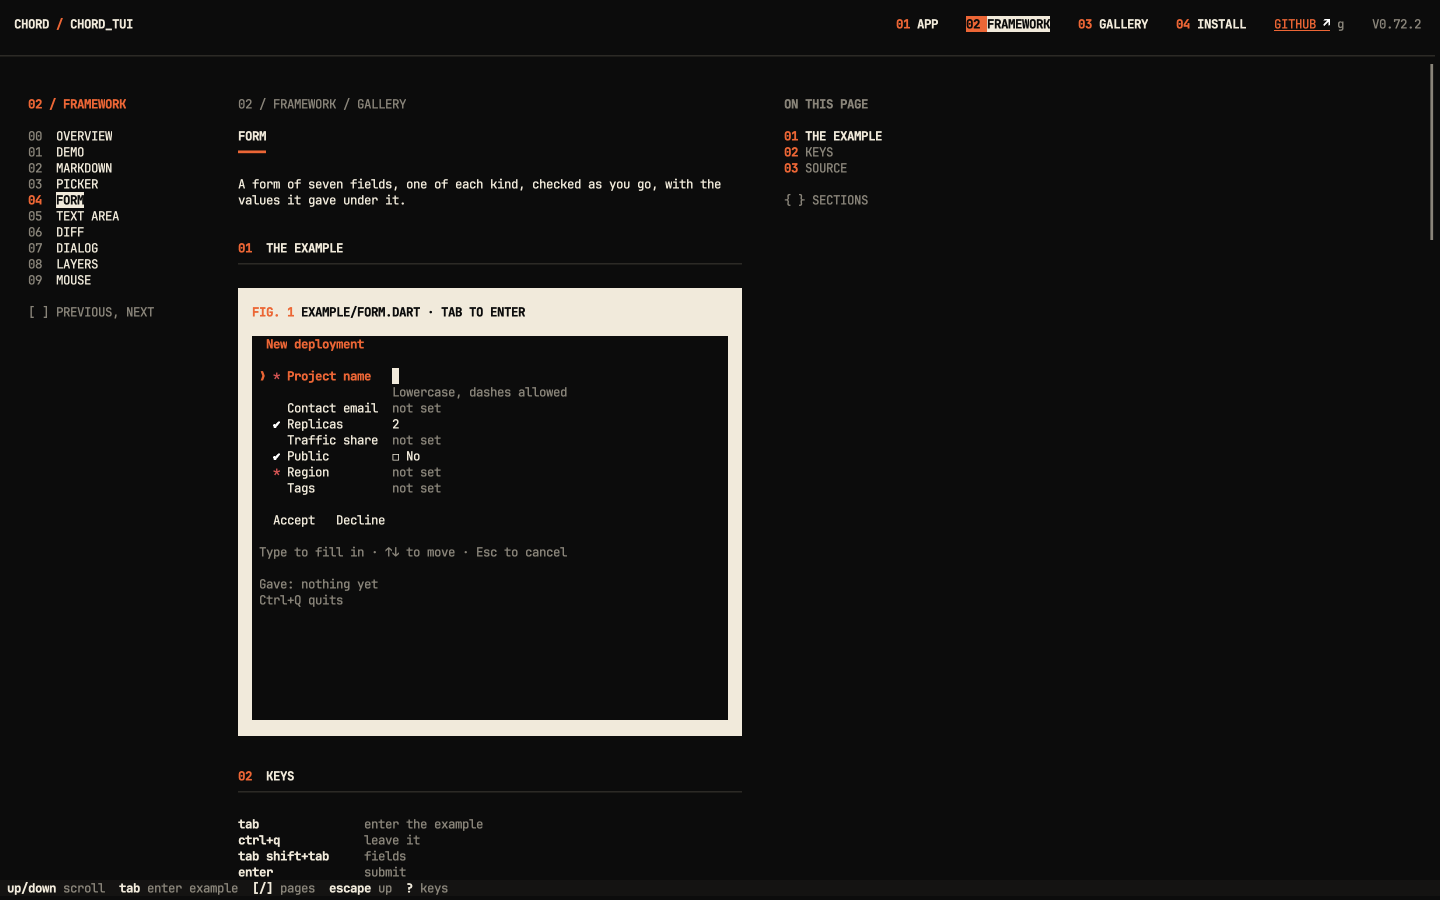 CHORD / CHORD_TUI
01 APP 02 FRAMEWORK 03 GALLERY 04 INSTALL GITHUB ↗ g V0.72.2
02 / FRAMEWORK
00 OVERVIEW
01 DEMO
02 MARKDOWN
03 PICKER
04 FORM
05 TEXT AREA
06 DIFF
07 DIALOG
08 LAYERS
09 MOUSE
[ ] PREVIOUS, NEXT
02 / FRAMEWORK / GALLERY
FORM
A form of seven fields, one of each kind, checked as you go, with the
values it gave under it.
01 THE EXAMPLE
FIG. 1 EXAMPLE/FORM.DART · TAB TO ENTER
New deployment
❯ * Project name
Lowercase, dashes allowed
Contact email not set
✔ Replicas 2
Traffic share not set
✔ Public ☐ No
* Region not set
Tags not set
Accept Decline
Type to fill in · ↑↓ to move · Esc to cancel
Gave: nothing yet
Ctrl+Q quits
02 KEYS
tab enter the example
ctrl+q leave it
tab shift+tab fields
enter submit
ON THIS PAGE
01 THE EXAMPLE
02 KEYS
03 SOURCE
{ } SECTIONS
up/down scroll tab enter example [/] pages escape up ? keys